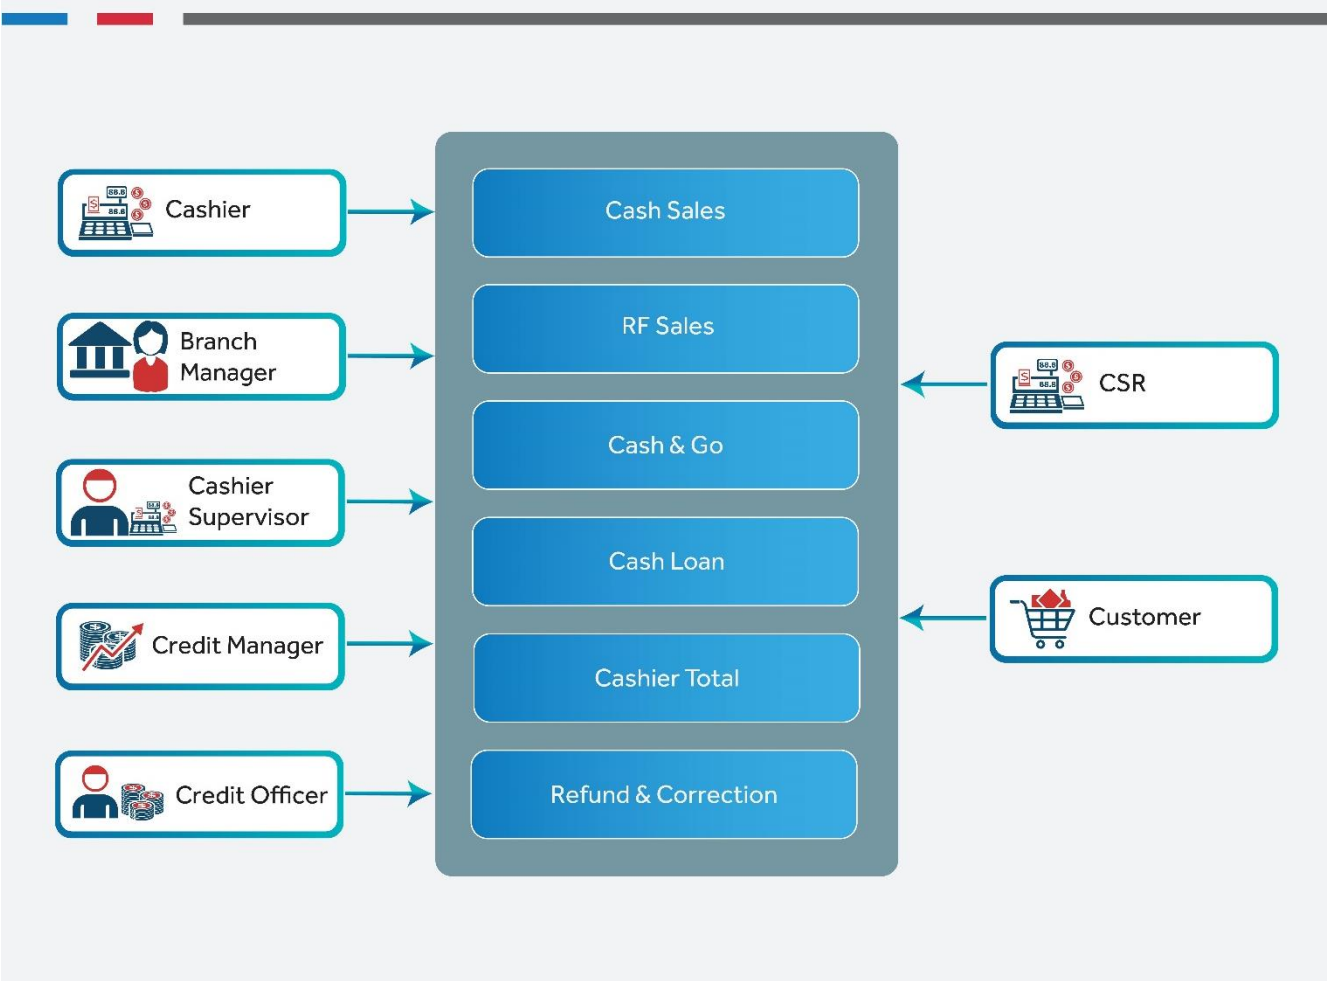 Cashier
Branch
Manager
Cashier
Supervisor
Credit Manager
Credit Officer
Cash Sales
RF Sales
Cash & Go
Cash Loan
Cashier Total
Refund & Correction
CSR
Customer